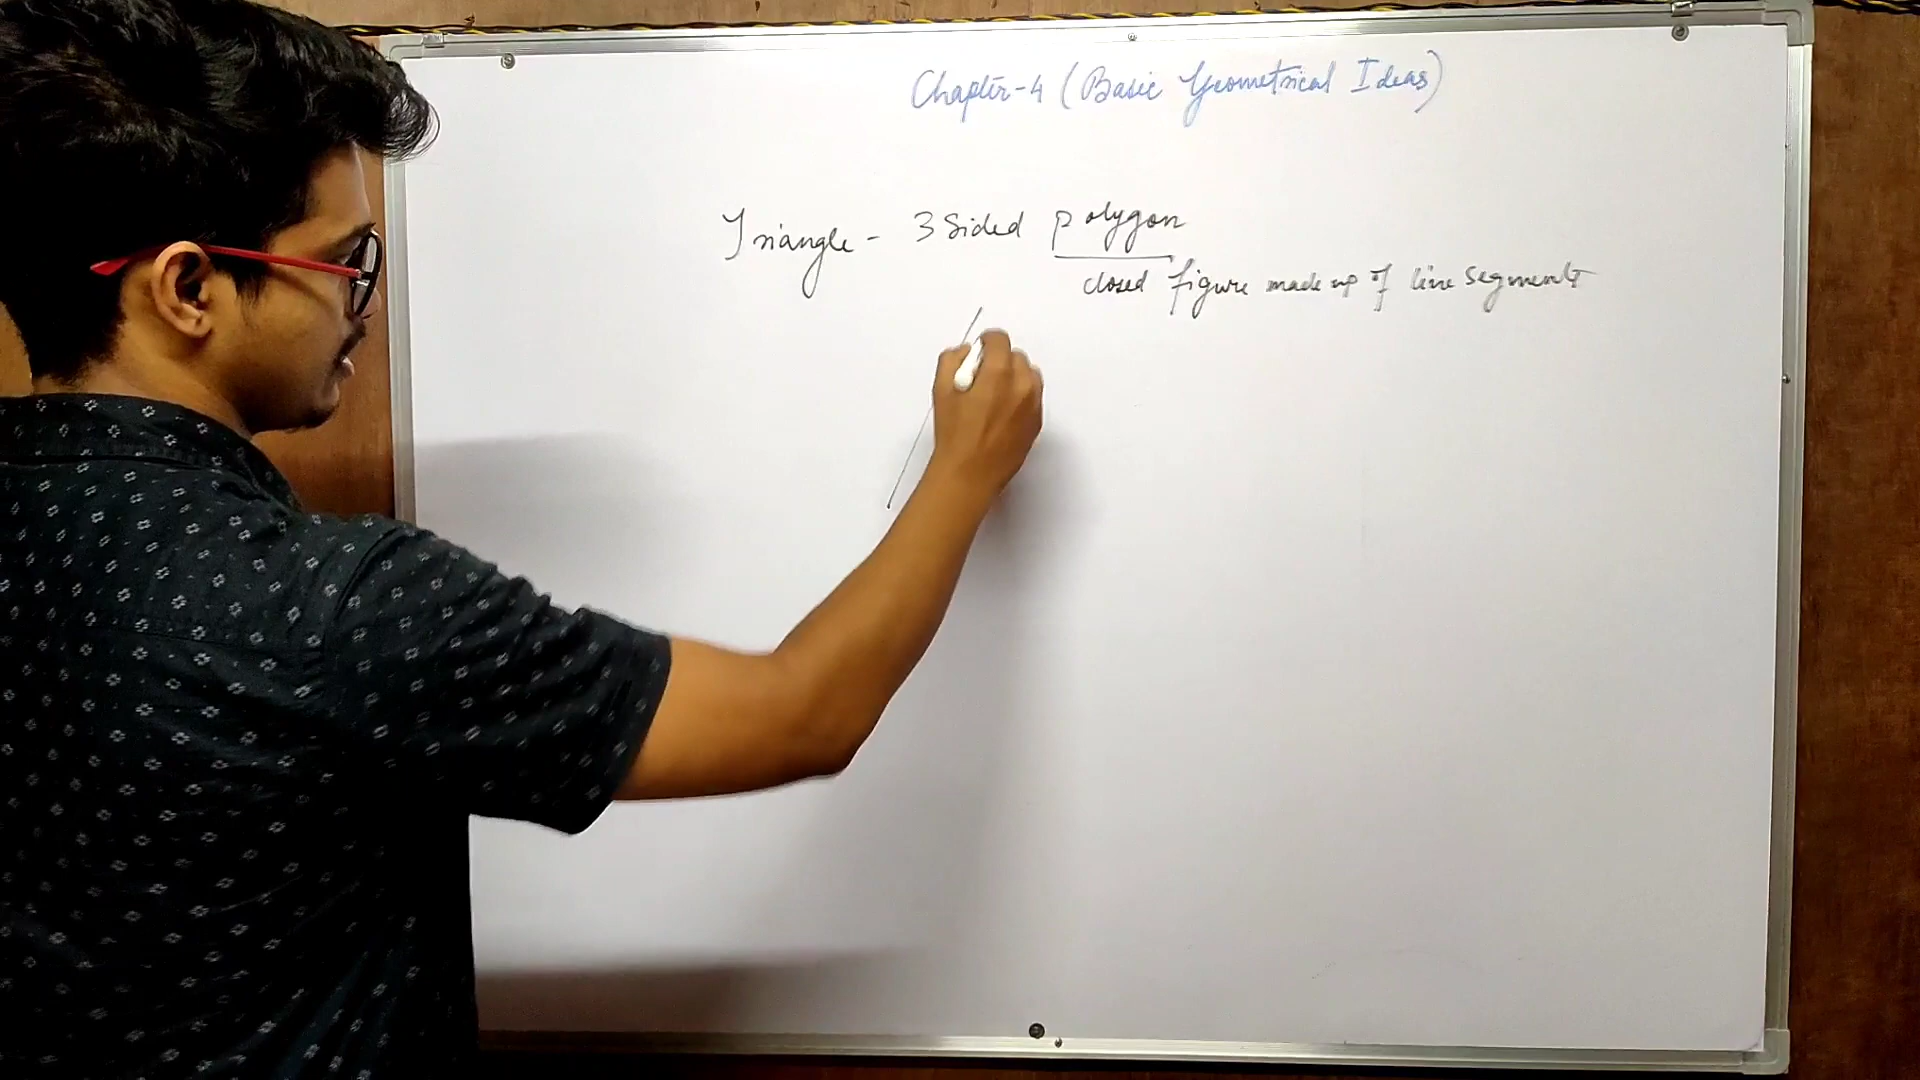 Chapter-4 (Basic Geometrical Ideas)
Triangle - 3 Sided polygon
closed figure made up of line segments